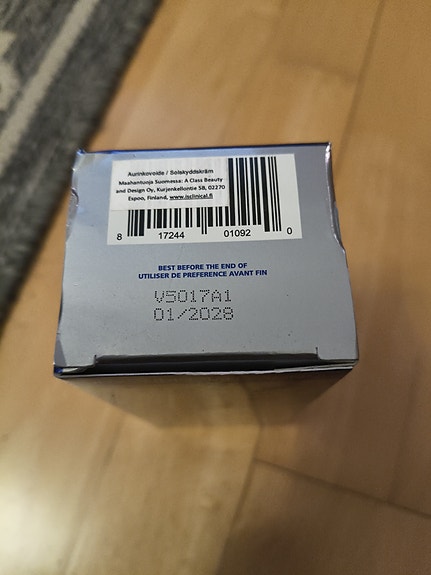 Aurinkovoide / Solskyddskräm
Maahantuoja Suomessa: A Class Beauty
and Design Oy, Kurjenkellontie 5B, 02270
Espoo, Finland, www.isclinical.fi
8 17244 01092 0
BEST BEFORE THE END OF
UTILISER DE PREFERENCE AVANT FIN
V5017A1
01/2028